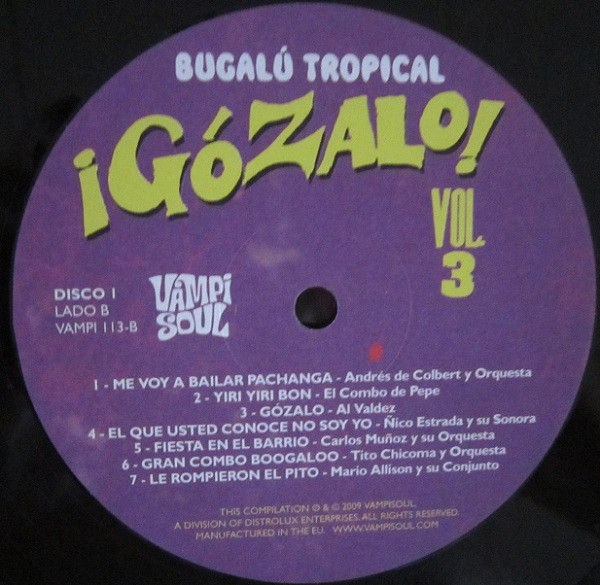 BUGALÚ TROPICAL
¡GÓZALO!
VOL.
3
DISCO 1
LADO B
VAMPI 113-B
VAMPI
SOUL
1 - ME VOY A BAILAR PACHANGA - Andrés de Colbert y Orquesta
2 - YIRI YIRI BON - El Combo de Pepe
3 - GÓZALO - Al Valdez
4 - EL QUE USTED CONOCE NO SOY YO - Ñico Estrada y su Sonora
5 - FIESTA EN EL BARRIO - Carlos Muñoz y su Orquesta
6 - GRAN COMBO BOOGALOO - Tito Chicoma y Orquesta
7 - LE ROMPIERON EL PITO - Mario Allison y su Conjunto
THIS COMPILATION ℗ & © 2009 VAMPISOUL,
A DIVISION OF DISTROLUX ENTERPRISES. ALL RIGHTS RESERVED.
MANUFACTURED IN THE EU. WWW.VAMPISOUL.COM